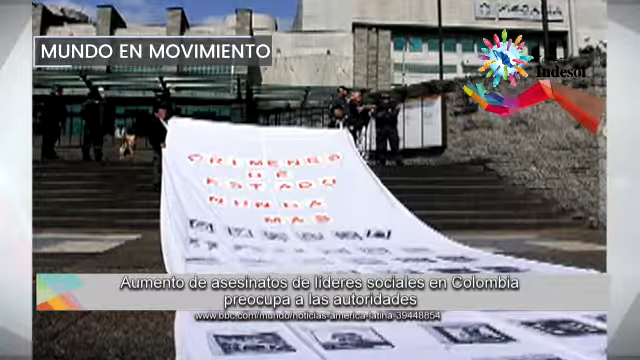 MUNDO EN MOVIMIENTO
Indesol
CRIMENES
DE
ESTADO
NUNCA
MAS
Aumento de asesinatos de líderes sociales en Colombia
preocupa a las autoridades
www.bbc.com/mundo/noticias-america-latina-39448854